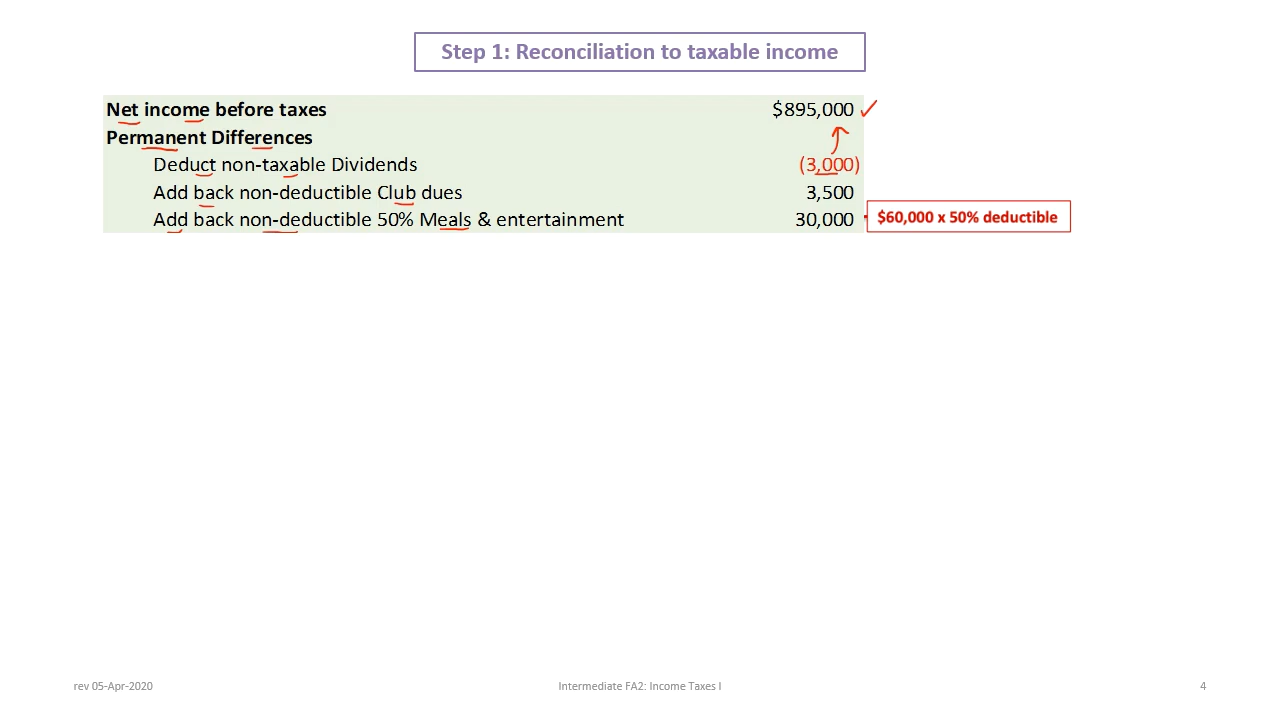 Step 1: Reconciliation to taxable income
Net income before taxes $895,000
Permanent Differences
Deduct non-taxable Dividends (3,000)
Add back non-deductible Club dues 3,500
Add back non-deductible 50% Meals & entertainment 30,000 $60,000 x 50% deductible
rev 05-Apr-2020 Intermediate FA2: Income Taxes I 4